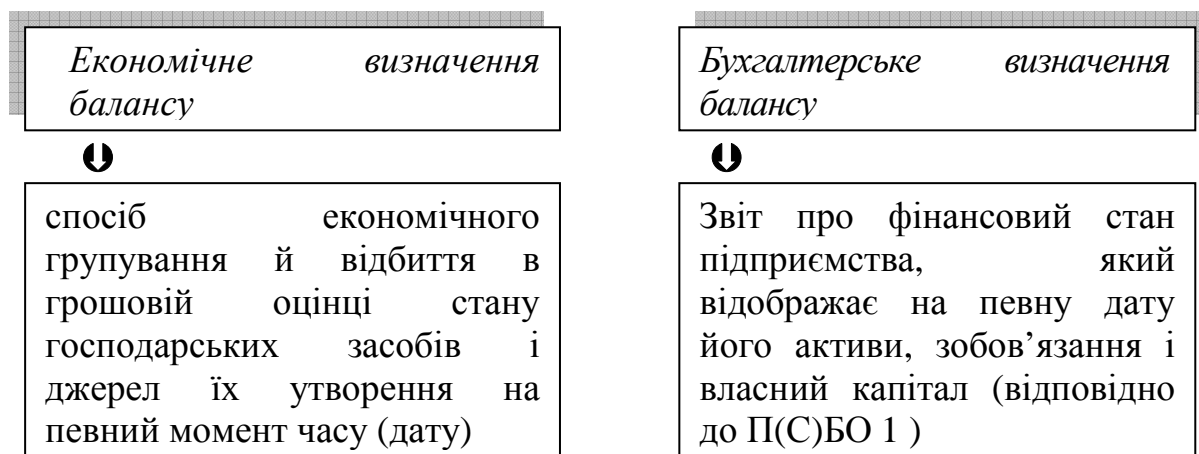 Економічне визначення
балансу
спосіб економічного
групування й відбиття в
грошовій оцінці стану
господарських засобів і
джерел їх утворення на
певний момент часу (дату)
Бухгалтерське визначення
балансу
Звіт про фінансовий стан
підприємства, який
відображає на певну дату
його активи, зобов’язання і
власний капітал (відповідно
до П(С)БО 1 )